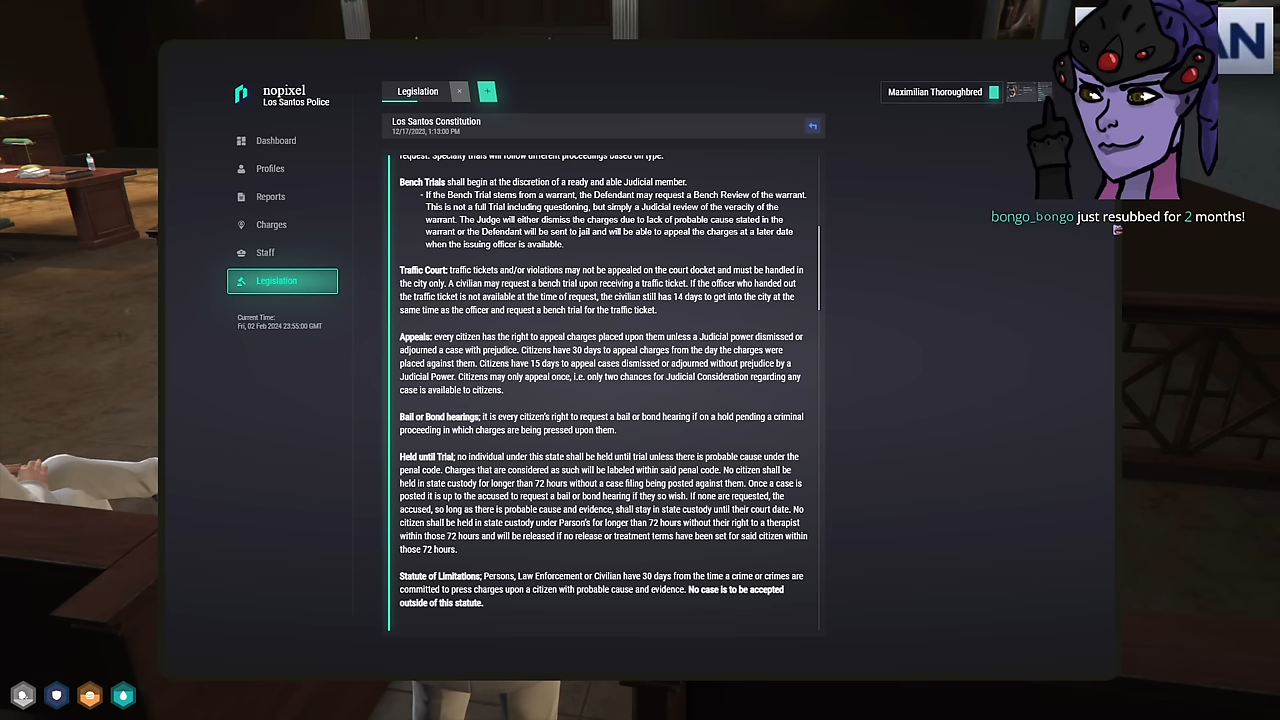 nopixel
Los Santos Police
Legislation
Maximilian Thoroughbred
AN
Los Santos Constitution
12/17/2023, 1:13:00 PM
Dashboard
Profiles
Reports
Charges
Staff
Legislation
Current Time:
Fri, 02 Feb 2024 23:55:00 GMT
request. Specialty trials will follow different proceedings based on type.
Bench Trials shall begin at the discretion of a ready and able Judicial member.
- If the Bench Trial stems from a warrant, the Defendant may request a Bench Review of the warrant.
This is not a full Trial including questioning, but simply a Judicial review of the veracity of the
warrant. The Judge will either dismiss the charges due to lack of probable cause stated in the
warrant or the Defendant will be sent to jail and will be able to appeal the charges at a later date
when the issuing officer is available.
Traffic Court: traffic tickets and/or violations may not be appealed on the court docket and must be handled in
the city only. A civilian may request a bench trial upon receiving a traffic ticket. If the officer who handed out
the traffic ticket is not available at the time of request, the civilian still has 14 days to get into the city at the
same time as the officer and request a bench trial for the traffic ticket.
Appeals: every citizen has the right to appeal charges placed upon them unless a Judicial power dismissed or
adjourned a case with prejudice. Citizens have 30 days to appeal charges from the day the charges were
placed against them. Citizens have 15 days to appeal cases dismissed or adjourned without prejudice by a
Judicial Power. Citizens may only appeal once, i.e. only two chances for Judicial Consideration regarding any
case is available to citizens.
Bail or Bond hearings; it is every citizen's right to request a bail or bond hearing if on a hold pending a criminal
proceeding in which charges are being pressed upon them.
Held until Trial; no individual under this state shall be held until trial unless there is probable cause under the
penal code. Charges that are considered as such will be labeled within said penal code. No citizen shall be
held in state custody for longer than 72 hours without a case filing being posted against them. Once a case is
posted it is up to the accused to request a bail or bond hearing if they so wish. If none are requested, the
accused, so long as there is probable cause and evidence, shall stay in state custody until their court date. No
citizen shall be held in state custody under Parson's for longer than 72 hours without their right to a therapist
within those 72 hours and will be released if no release or treatment terms have been set for said citizen within
those 72 hours.
Statute of Limitations; Persons, Law Enforcement or Civilian have 30 days from the time a crime or crimes are
committed to press charges upon a citizen with probable cause and evidence. No case is to be accepted
outside of this statute.
bongo_bongo just resubbed for 2 months!